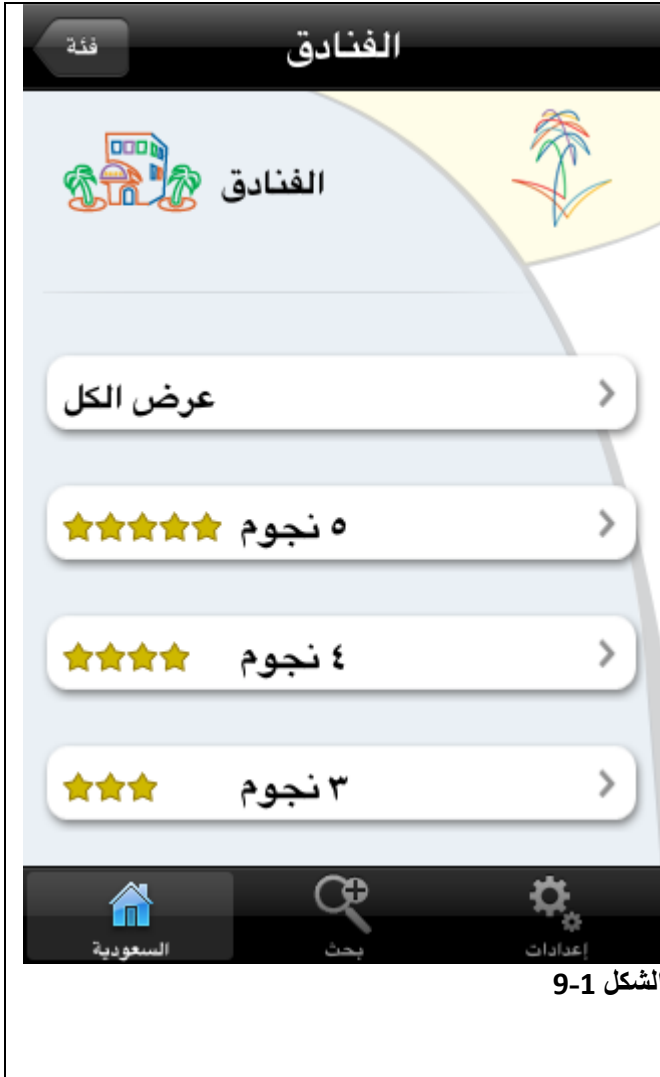 فئة
الفنادق
الفنادق
عرض الكل
٥ نجوم
٤ نجوم
٣ نجوم
السعودية
بحث
إعدادات
الشكل 1-9